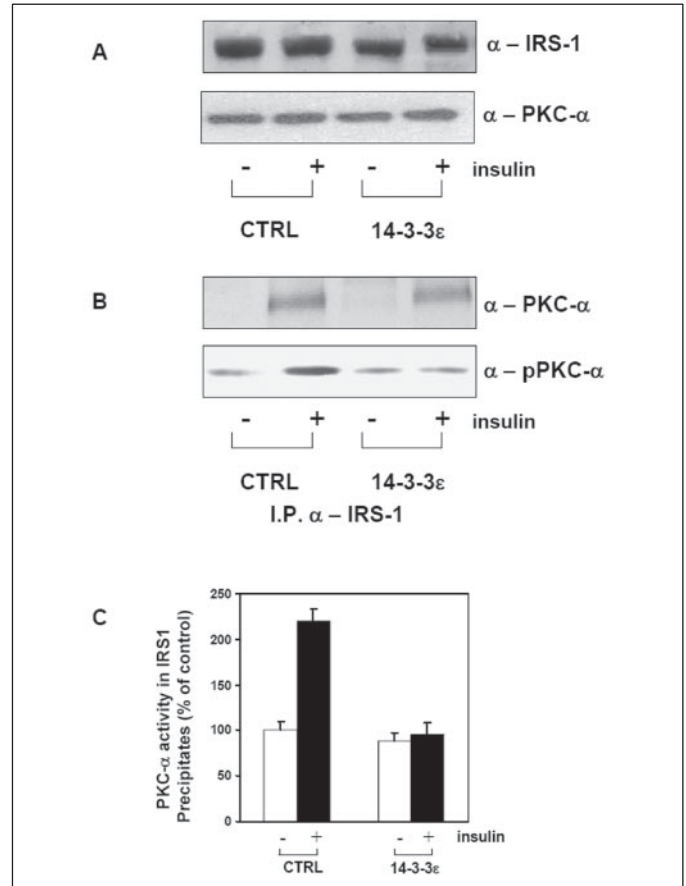 A
α – IRS-1
α – PKC-α
- + - + insulin
CTRL 14-3-3ε
B
α – PKC-α
α – pPKC-α
- + - + insulin
CTRL 14-3-3ε
I.P. α – IRS-1
C
PKC-α activity in IRS1
Precipitates (% of control)
250
200
150
100
50
0
- + - + insulin
CTRL 14-3-3ε